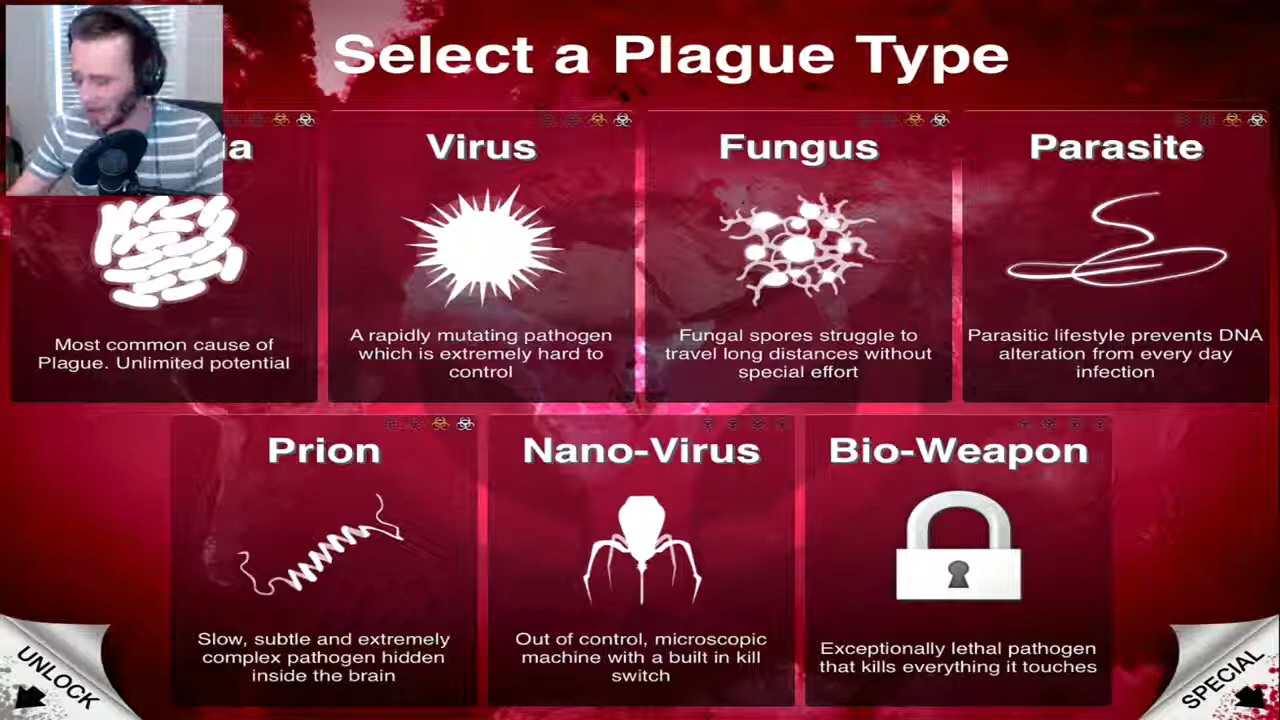 Select a Plague Type
ia
Virus
Fungus
Parasite
Most common cause of
Plague. Unlimited potential
A rapidly mutating pathogen
which is extremely hard to
control
Fungal spores struggle to
travel long distances without
special effort
Parasitic lifestyle prevents DNA
alteration from every day
infection
Prion
Nano-Virus
Bio-Weapon
Slow, subtle and extremely
complex pathogen hidden
inside the brain
Out of control, microscopic
machine with a built in kill
switch
Exceptionally lethal pathogen
that kills everything it touches
UNLOCK
SPECIAL